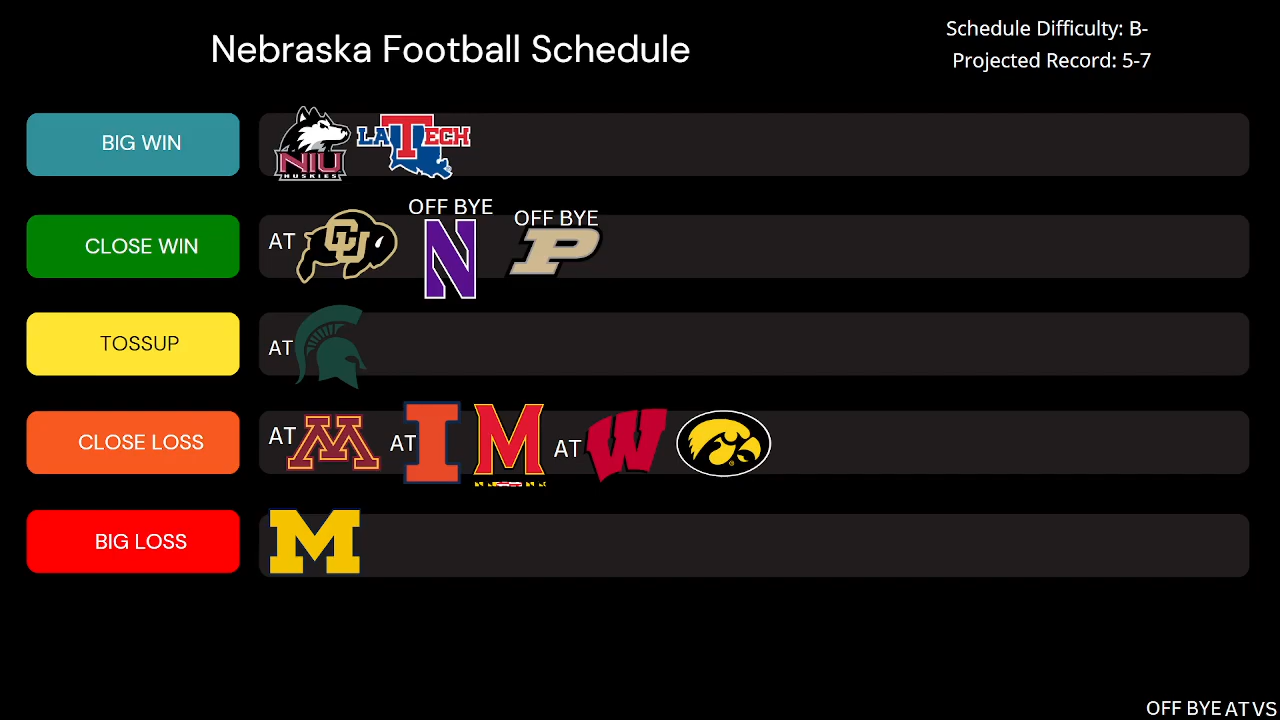 Nebraska Football Schedule
Schedule Difficulty: B-
Projected Record: 5-7
BIG WIN
NIU
HUSKIES
LA TECH
CLOSE WIN
AT
CU
OFF BYE
N
OFF BYE
P
TOSSUP
AT
CLOSE LOSS
AT
M
AT
I
M
AT
W
BIG LOSS
M
OFF BYE AT VS